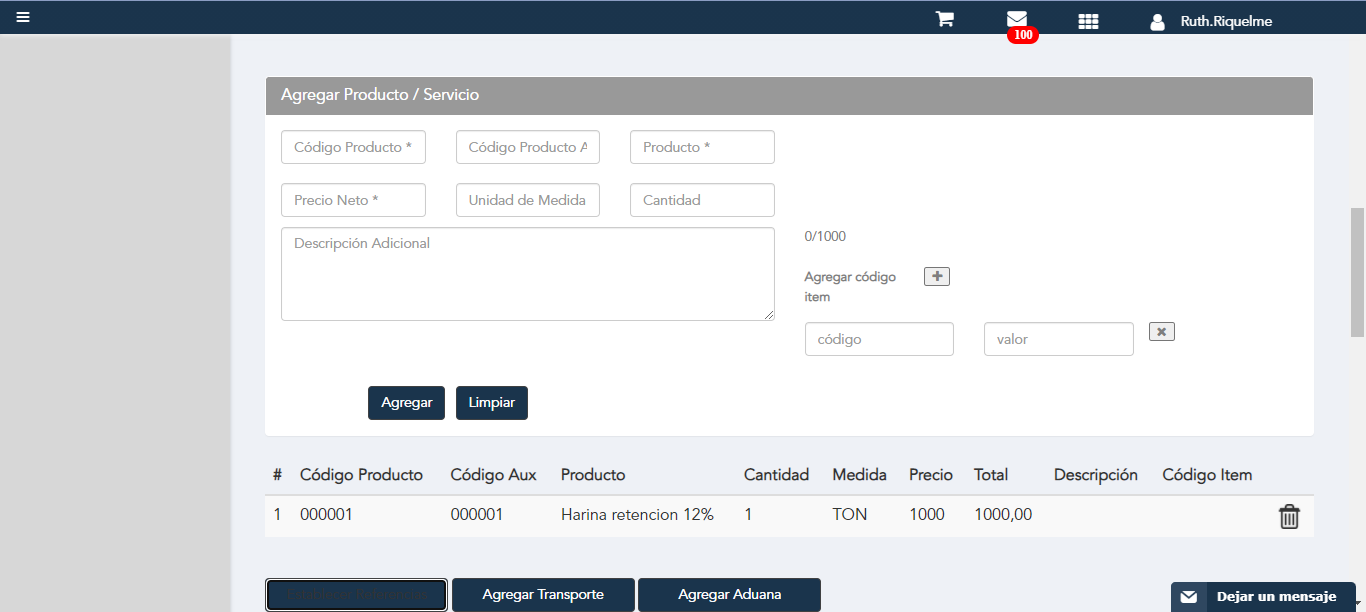 Ruth.Riquelme
100
Agregar Producto / Servicio
Código Producto * Código Producto A Producto *
Precio Neto * Unidad de Medida Cantidad
Descripción Adicional
0/1000
Agregar código
item
código valor
Agregar Limpiar
# Código Producto Código Aux Producto Cantidad Medida Precio Total Descripción Código Item
1 000001 000001 Harina retencion 12% 1 TON 1000 1000,00
Agregar Transporte Agregar Aduana
Dejar un mensaje